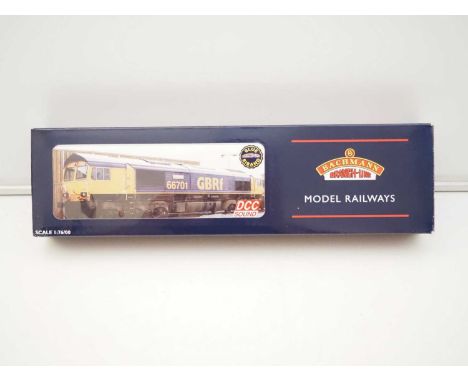 66701
GBRf
DCC
SOUND
SCALE 1:76/00
BACHMANN
BRANCH-LINE
MODEL RAILWAYS